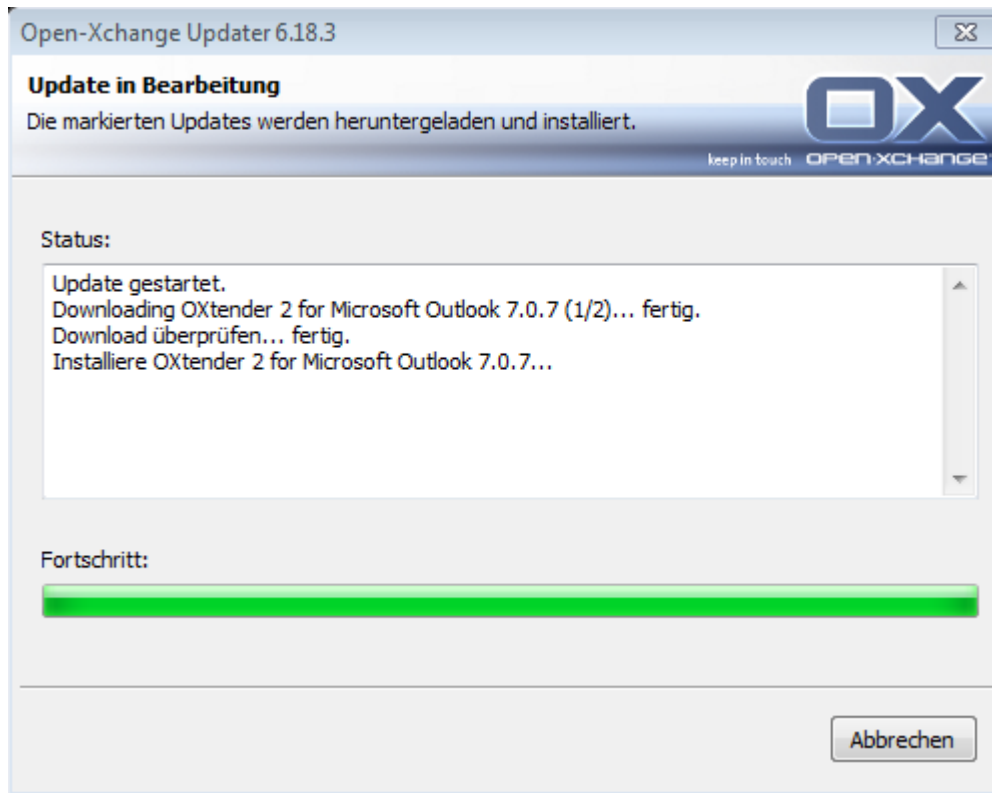 Open-Xchange Updater 6.18.3
Update in Bearbeitung
Die markierten Updates werden heruntergeladen und installiert.
OX
keep in touch OPEN-XCHANGE
Status:
Update gestartet.
Downloading OXtender 2 for Microsoft Outlook 7.0.7 (1/2)... fertig.
Download überprüfen... fertig.
Installiere OXtender 2 for Microsoft Outlook 7.0.7...
Fortschritt:
Abbrechen